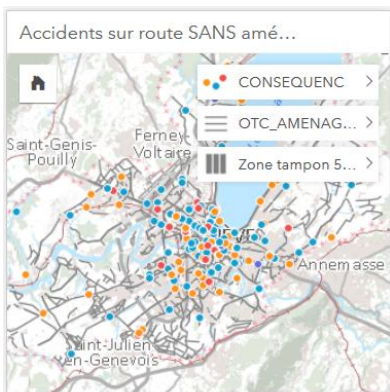 Accidents sur route SANS amé…
CONSEQUENC
OTC_AMENAG…
Zone tampon 5…
Saint-Genis-
Pouilly
Ferney-
Voltaire
Annemasse
-Julien
en-Genevois